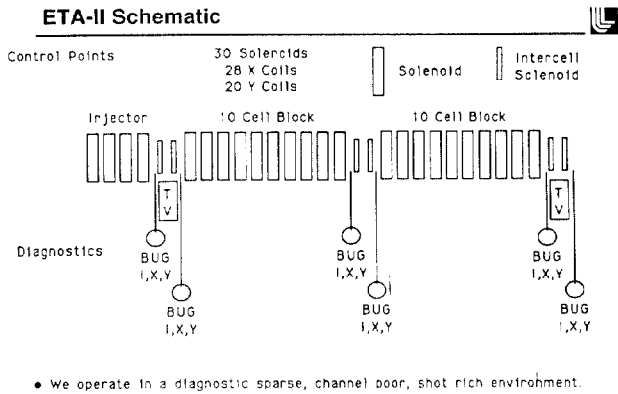 ETA-II Schematic
Control Points
30 Solenoids
28 X Coils
20 Y Coils
Solenoid
Intercell
Solenoid
Injector
10 Cell Block
10 Cell Block
T
V
T
V
Diagnostics
BUG
I,X,Y
BUG
I,X,Y
BUG
I,X,Y
BUG
I,X,Y
BUG
I,X,Y
BUG
I,X,Y
• We operate in a diagnostic sparse, channel poor, shot rich environment.